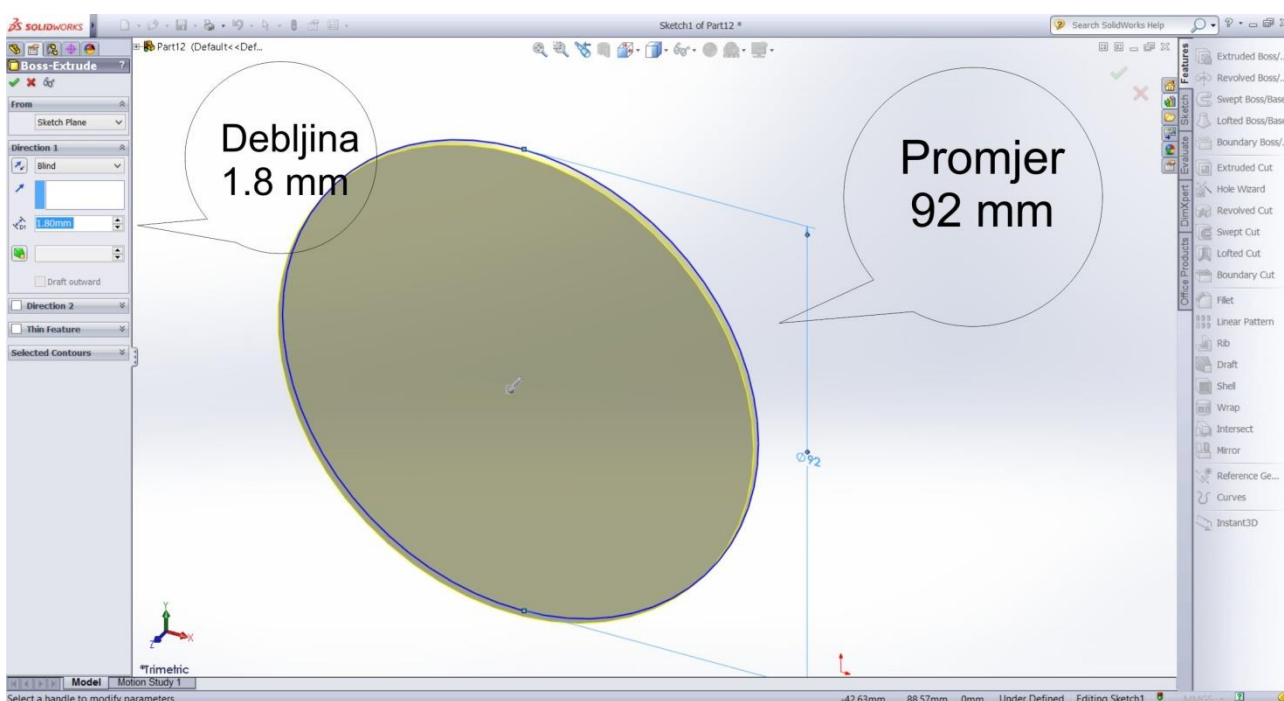 SOLIDWORKS
Sketch1 of Part12 *
Search SolidWorks Help
Part12 (Default<<Def...
Boss-Extrude
?
From
Sketch Plane
Direction 1
Blind
1.80mm
Draft outward
Direction 2
Thin Feature
Selected Contours
Debljina
1.8 mm
Promjer
92 mm
Ø92
Y
X
Z
*Trimetric
Features
Sketch
Evaluate
DimXpert
Office Products
Extruded Boss/...
Revolved Boss/...
Swept Boss/Base
Lofted Boss/Base
Boundary Boss/...
Extruded Cut
Hole Wizard
Revolved Cut
Swept Cut
Lofted Cut
Boundary Cut
Fillet
Linear Pattern
Rib
Draft
Shell
Wrap
Intersect
Mirror
Reference Ge...
Curves
Instant3D
Model
Motion Study 1
Select a handle to modify parameters
-42.63mm 88.57mm 0mm Under Defined Editing Sketch1 MMGS